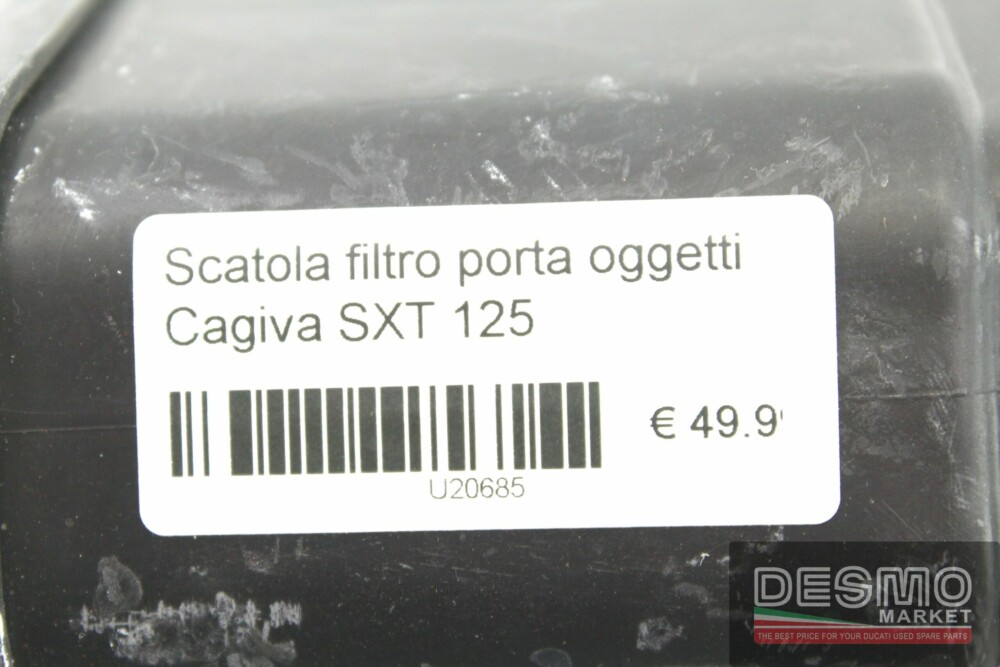 Scatola filtro porta oggetti
Cagiva SXT 125
€ 49.9
U20685
DESMO
MARKET
THE BEST PRICE FOR YOUR DUCATI USED SPARE PARTS